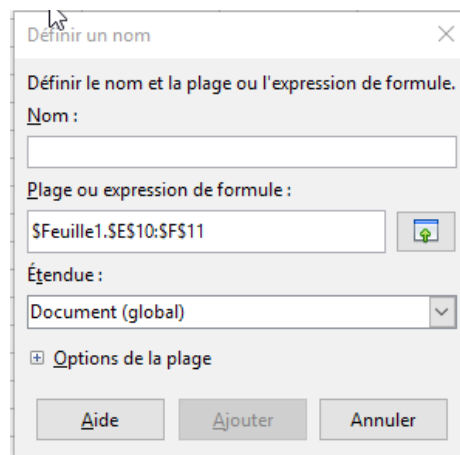 Définir un nom
Définir le nom et la plage ou l'expression de formule.
Nom :
Plage ou expression de formule :
$Feuille1.$E$10:$F$11
Étendue :
Document (global)
Options de la plage
Aide Ajouter Annuler